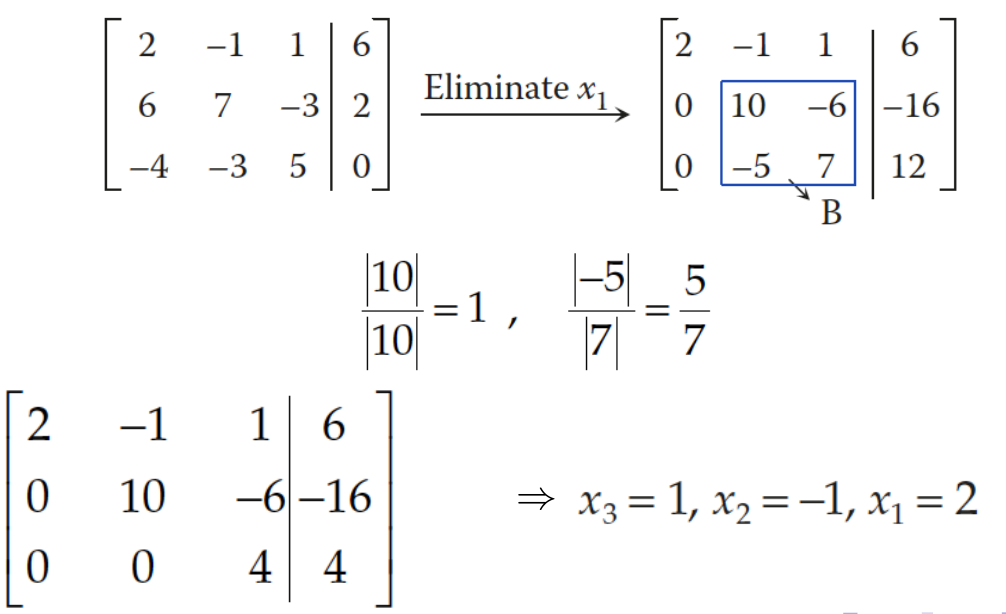 [ 2 −1 1 | 6 ] [ 2 −1 1 | 6 ]
[ 6 7 −3 | 2 ] Eliminate x₁ → [ 0 10 −6 | −16 ]
[ −4 −3 5 | 0 ] [ 0 −5 7 | 12 ]
B
|10|/|10| = 1 , |−5|/|7| = 5/7
[ 2 −1 1 | 6 ]
[ 0 10 −6 | −16 ] ⇒ x₃ = 1, x₂ = −1, x₁ = 2
[ 0 0 4 | 4 ]